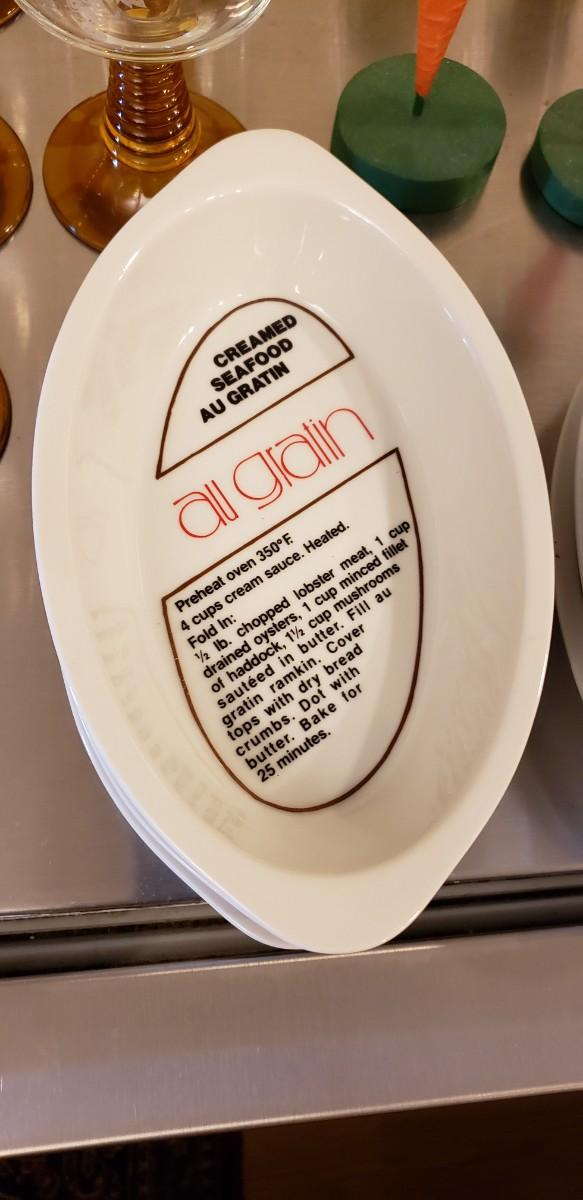 CREAMED
SEAFOOD
AU GRATIN
au gratin
Preheat oven 350°F.
4 cups cream sauce. Heated.
Fold in:
½ lb. chopped lobster meat, 1 cup
drained oysters, 1 cup minced fillet
of haddock, 1½ cup mushrooms
sautéed in butter. Fill au
gratin ramkin. Cover
tops with dry bread
crumbs. Dot with
butter. Bake for
25 minutes.